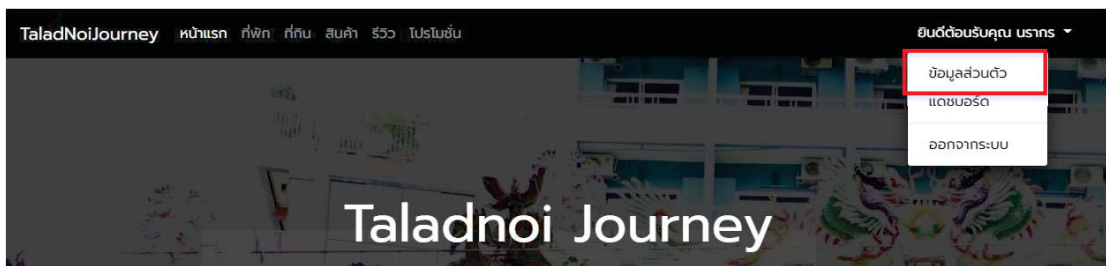 TaladNoiJourney หน้าแรก ที่พัก ที่กิน สินค้า รีวิว โปรโมชั่น ยินดีต้อนรับคุณ นรากร
ข้อมูลส่วนตัว
แดชบอร์ด
ออกจากระบบ
Taladnoi Journey